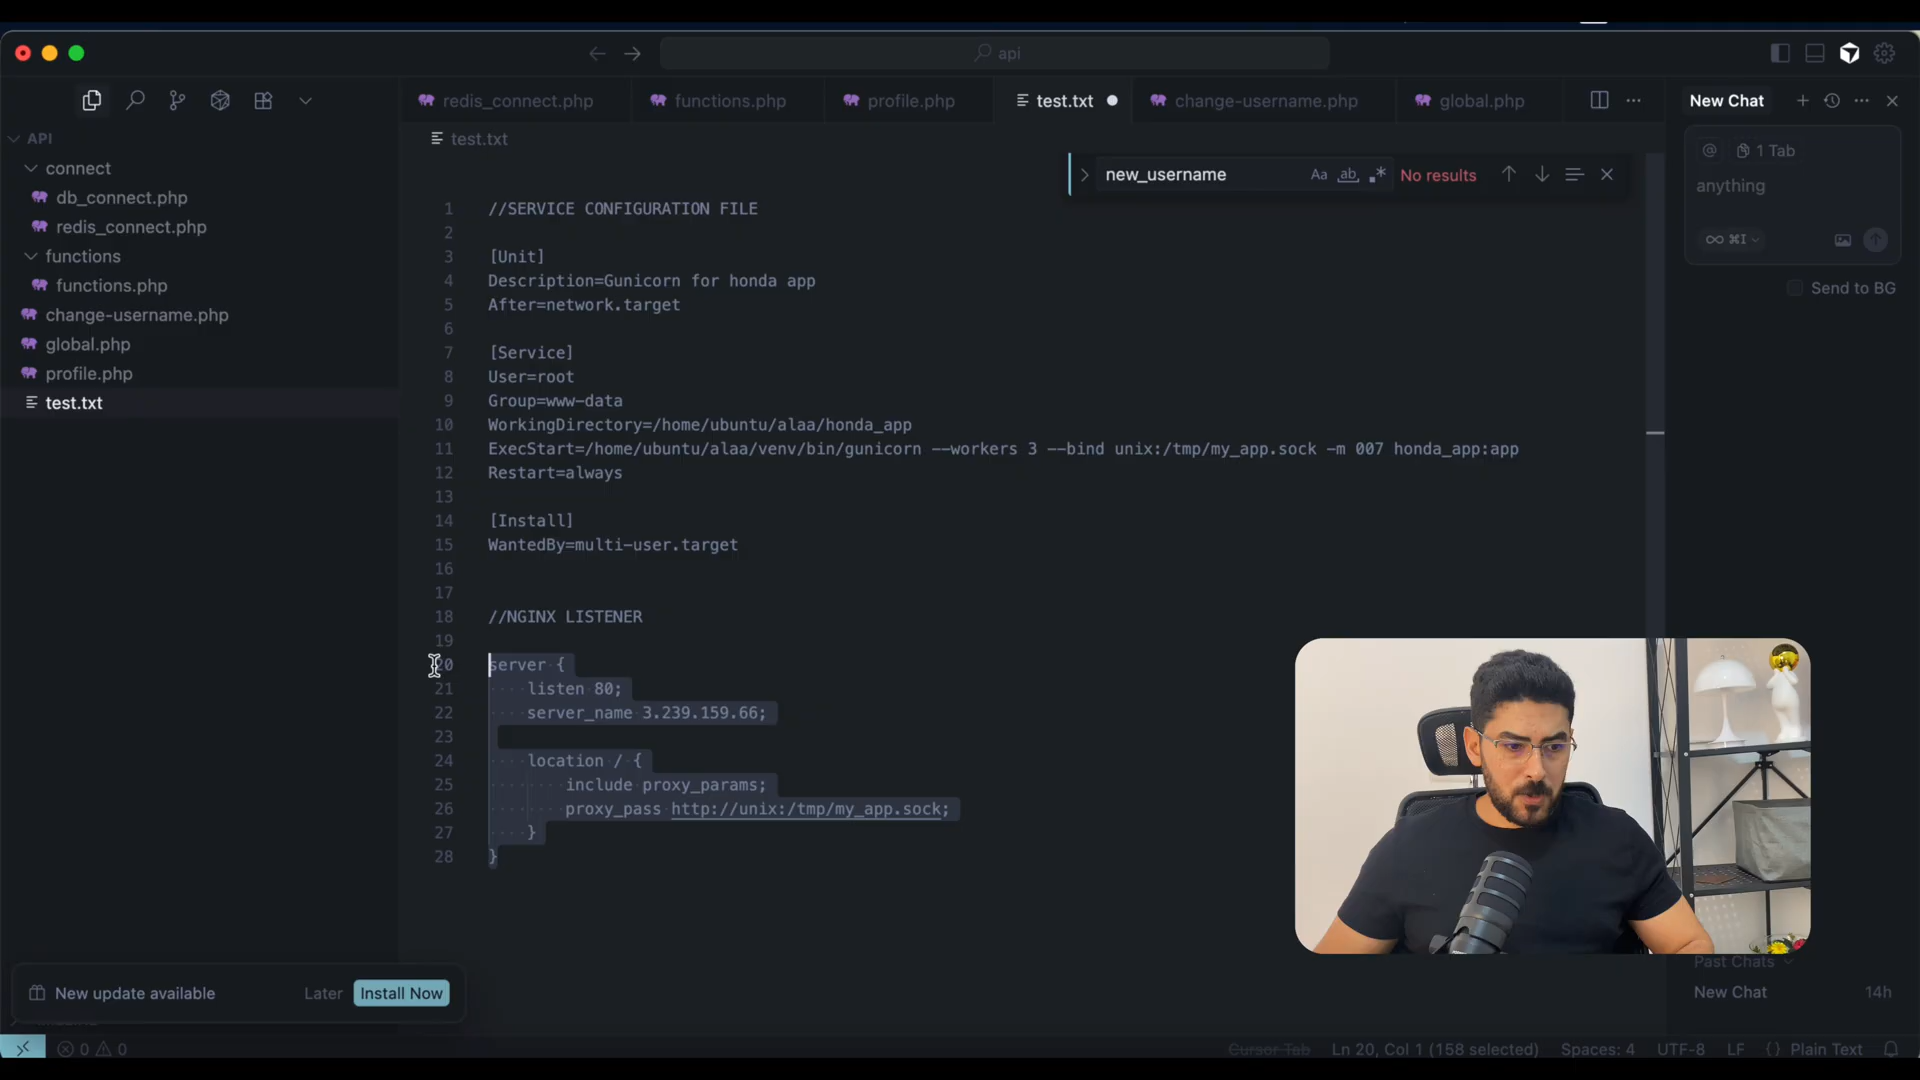 api
redis_connect.php
functions.php
profile.php
test.txt
change-username.php
global.php
New Chat
API
connect
db_connect.php
redis_connect.php
functions
functions.php
change-username.php
global.php
profile.php
test.txt
test.txt
new_username
Aa
ab
No results
1 //SERVICE CONFIGURATION FILE
2
3 [Unit]
4 Description=Gunicorn for honda app
5 After=network.target
6
7 [Service]
8 User=root
9 Group=www-data
10 WorkingDirectory=/home/ubuntu/alaa/honda_app
11 ExecStart=/home/ubuntu/alaa/venv/bin/gunicorn --workers 3 --bind unix:/tmp/my_app.sock -m 007 honda_app:app
12 Restart=always
13
14 [Install]
15 WantedBy=multi-user.target
16
17
18 //NGINX LISTENER
19
20 server {
21 listen 80;
22 server_name 3.239.159.66;
23
24 location / {
25 include proxy_params;
26 proxy_pass http://unix:/tmp/my_app.sock;
27 }
28 }
@ 1 Tab
anything
∞ ⌘I
Send to BG
Past Chats
New Chat 14h
New update available Later Install Now
0 0
Cursor Tab Ln 20, Col 1 (158 selected) Spaces: 4 UTF-8 LF {} Plain Text